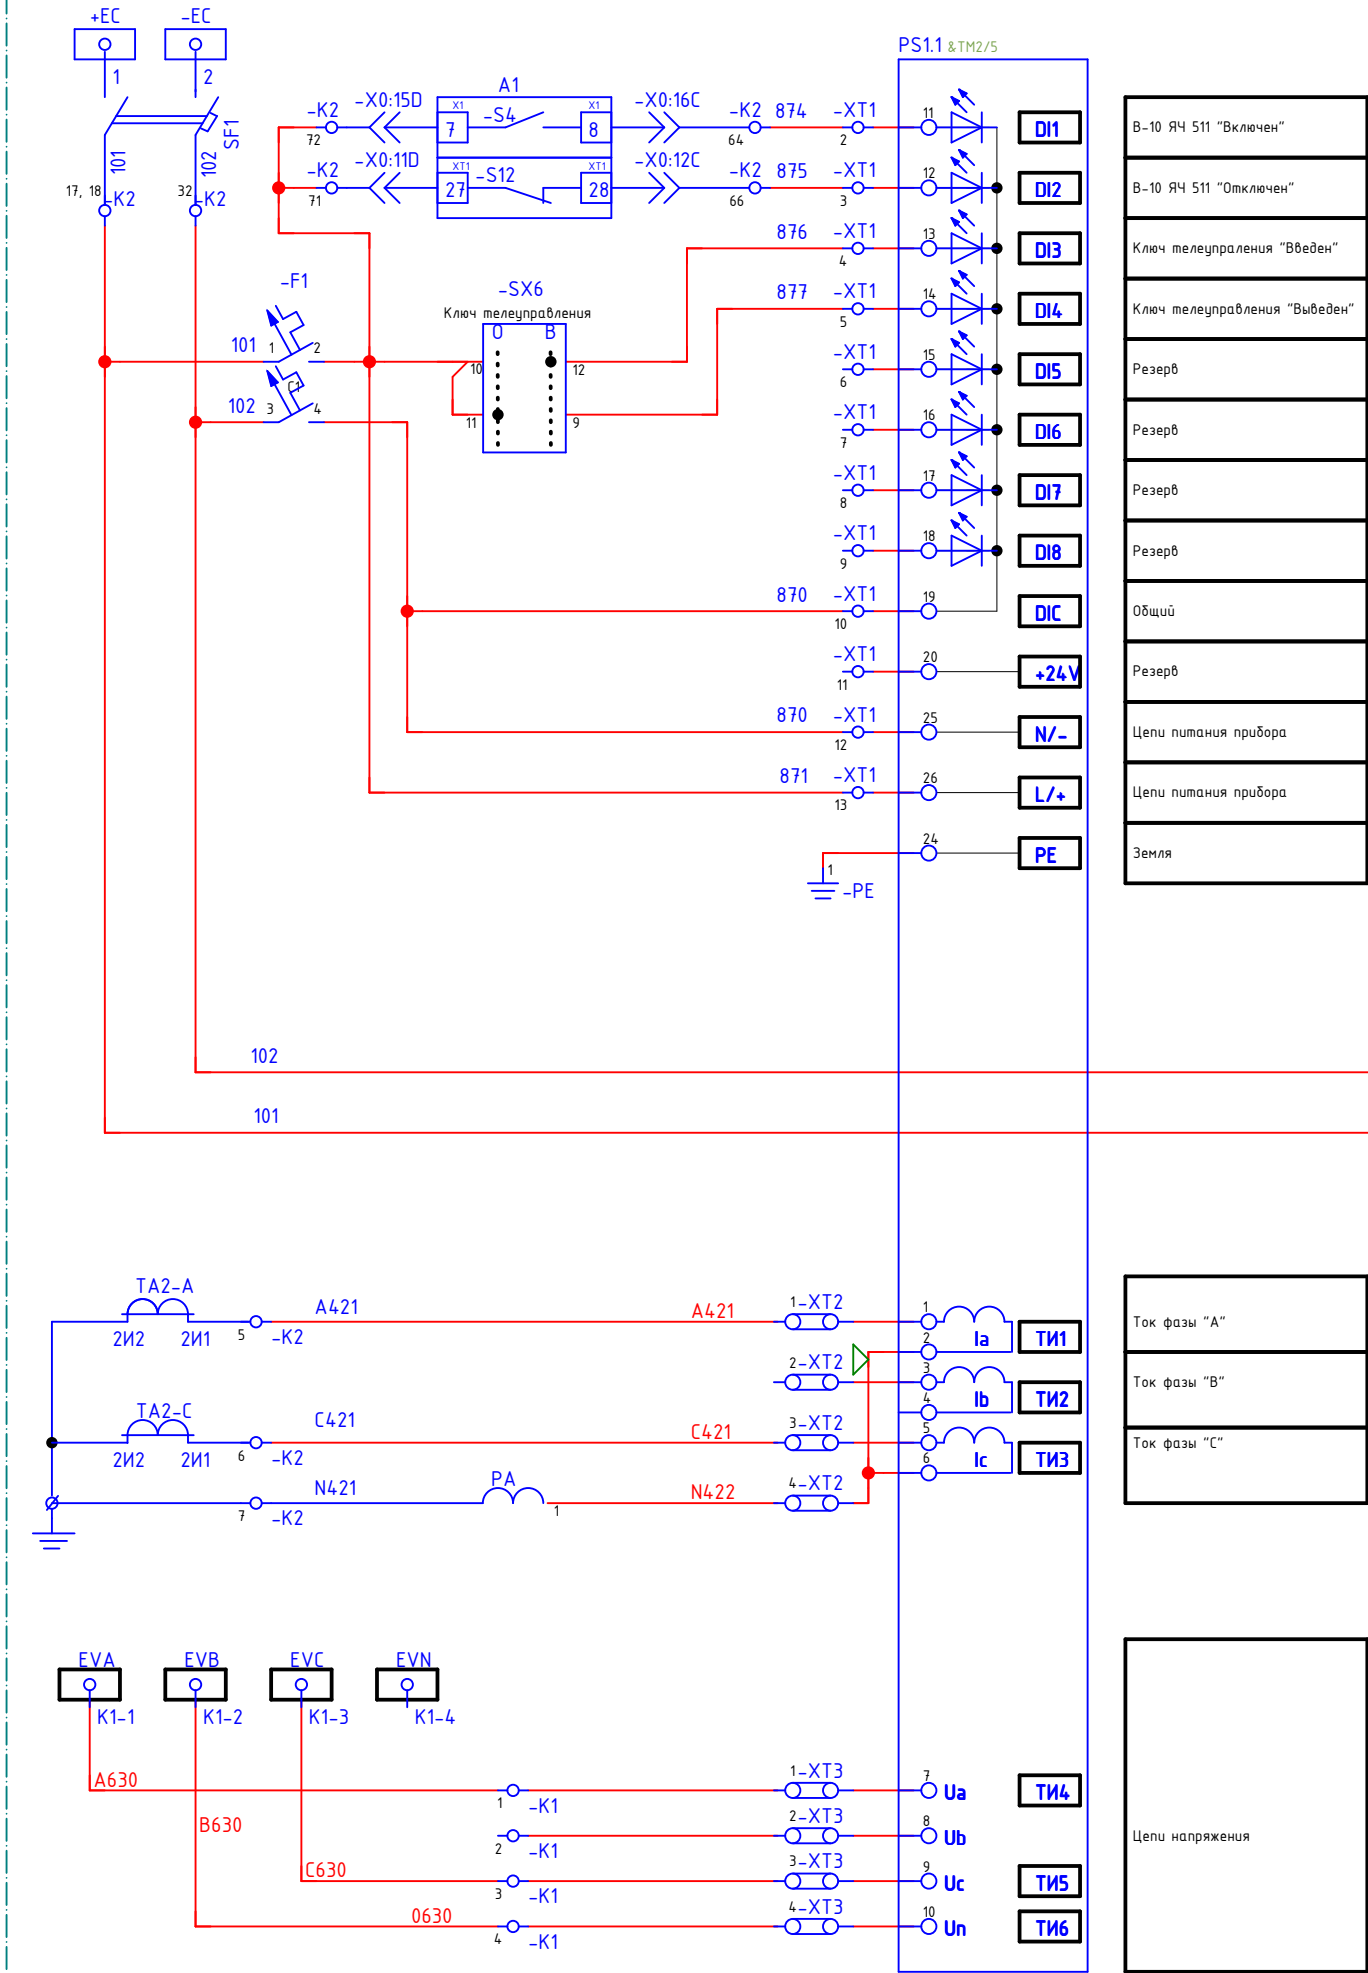 +EC
-EC
1
2
101
102
SF1
17, 18
-K2
32
-K2
-K2
72
-X0:15D
A1
X1
7
-S4
X1
8
-X0:16C
-K2
64
874
-XT1
2
-K2
71
-X0:11D
XT1
27
-S12
XT1
28
-X0:12C
-K2
66
875
-XT1
3
876
-XT1
4
877
-XT1
5
-XT1
6
-XT1
7
-XT1
8
-XT1
9
870
-XT1
10
-XT1
11
870
-XT1
12
871
-XT1
13
1
-PE
-F1
101
1
2
C1
102
3
4
-SX6
Ключ телеуправления
O
B
10
12
11
9
PS1.1 &TM2/5
11
DI1
В-10 ЯЧ 511 "Включен"
12
DI2
В-10 ЯЧ 511 "Отключен"
13
DI3
Ключ телеупраления "Введен"
14
DI4
Ключ телеуправления "Выведен"
15
DI5
Резерв
16
DI6
Резерв
17
DI7
Резерв
18
DI8
Резерв
19
DIC
Общий
20
+24V
Резерв
25
N/-
Цепи питания прибора
26
L/+
Цепи питания прибора
24
PE
Земля
102
101
TA2-A
2И2
2И1
5
-K2
A421
A421
1-XT2
1
2
Ia
ТИ1
Ток фазы "А"
2-XT2
3
4
Ib
ТИ2
Ток фазы "В"
TA2-C
2И2
2И1
6
-K2
C421
C421
3-XT2
5
6
Ic
ТИ3
Ток фазы "С"
7
-K2
N421
PA
1
N422
4-XT2
EVA
EVB
EVC
EVN
K1-1
K1-2
K1-3
K1-4
A630
1
-K1
1-XT3
7
Ua
ТИ4
B630
2
-K1
2-XT3
8
Ub
Цепи напряжения
C630
3
-K1
3-XT3
9
Uc
ТИ5
0630
4
-K1
4-XT3
10
Un
ТИ6